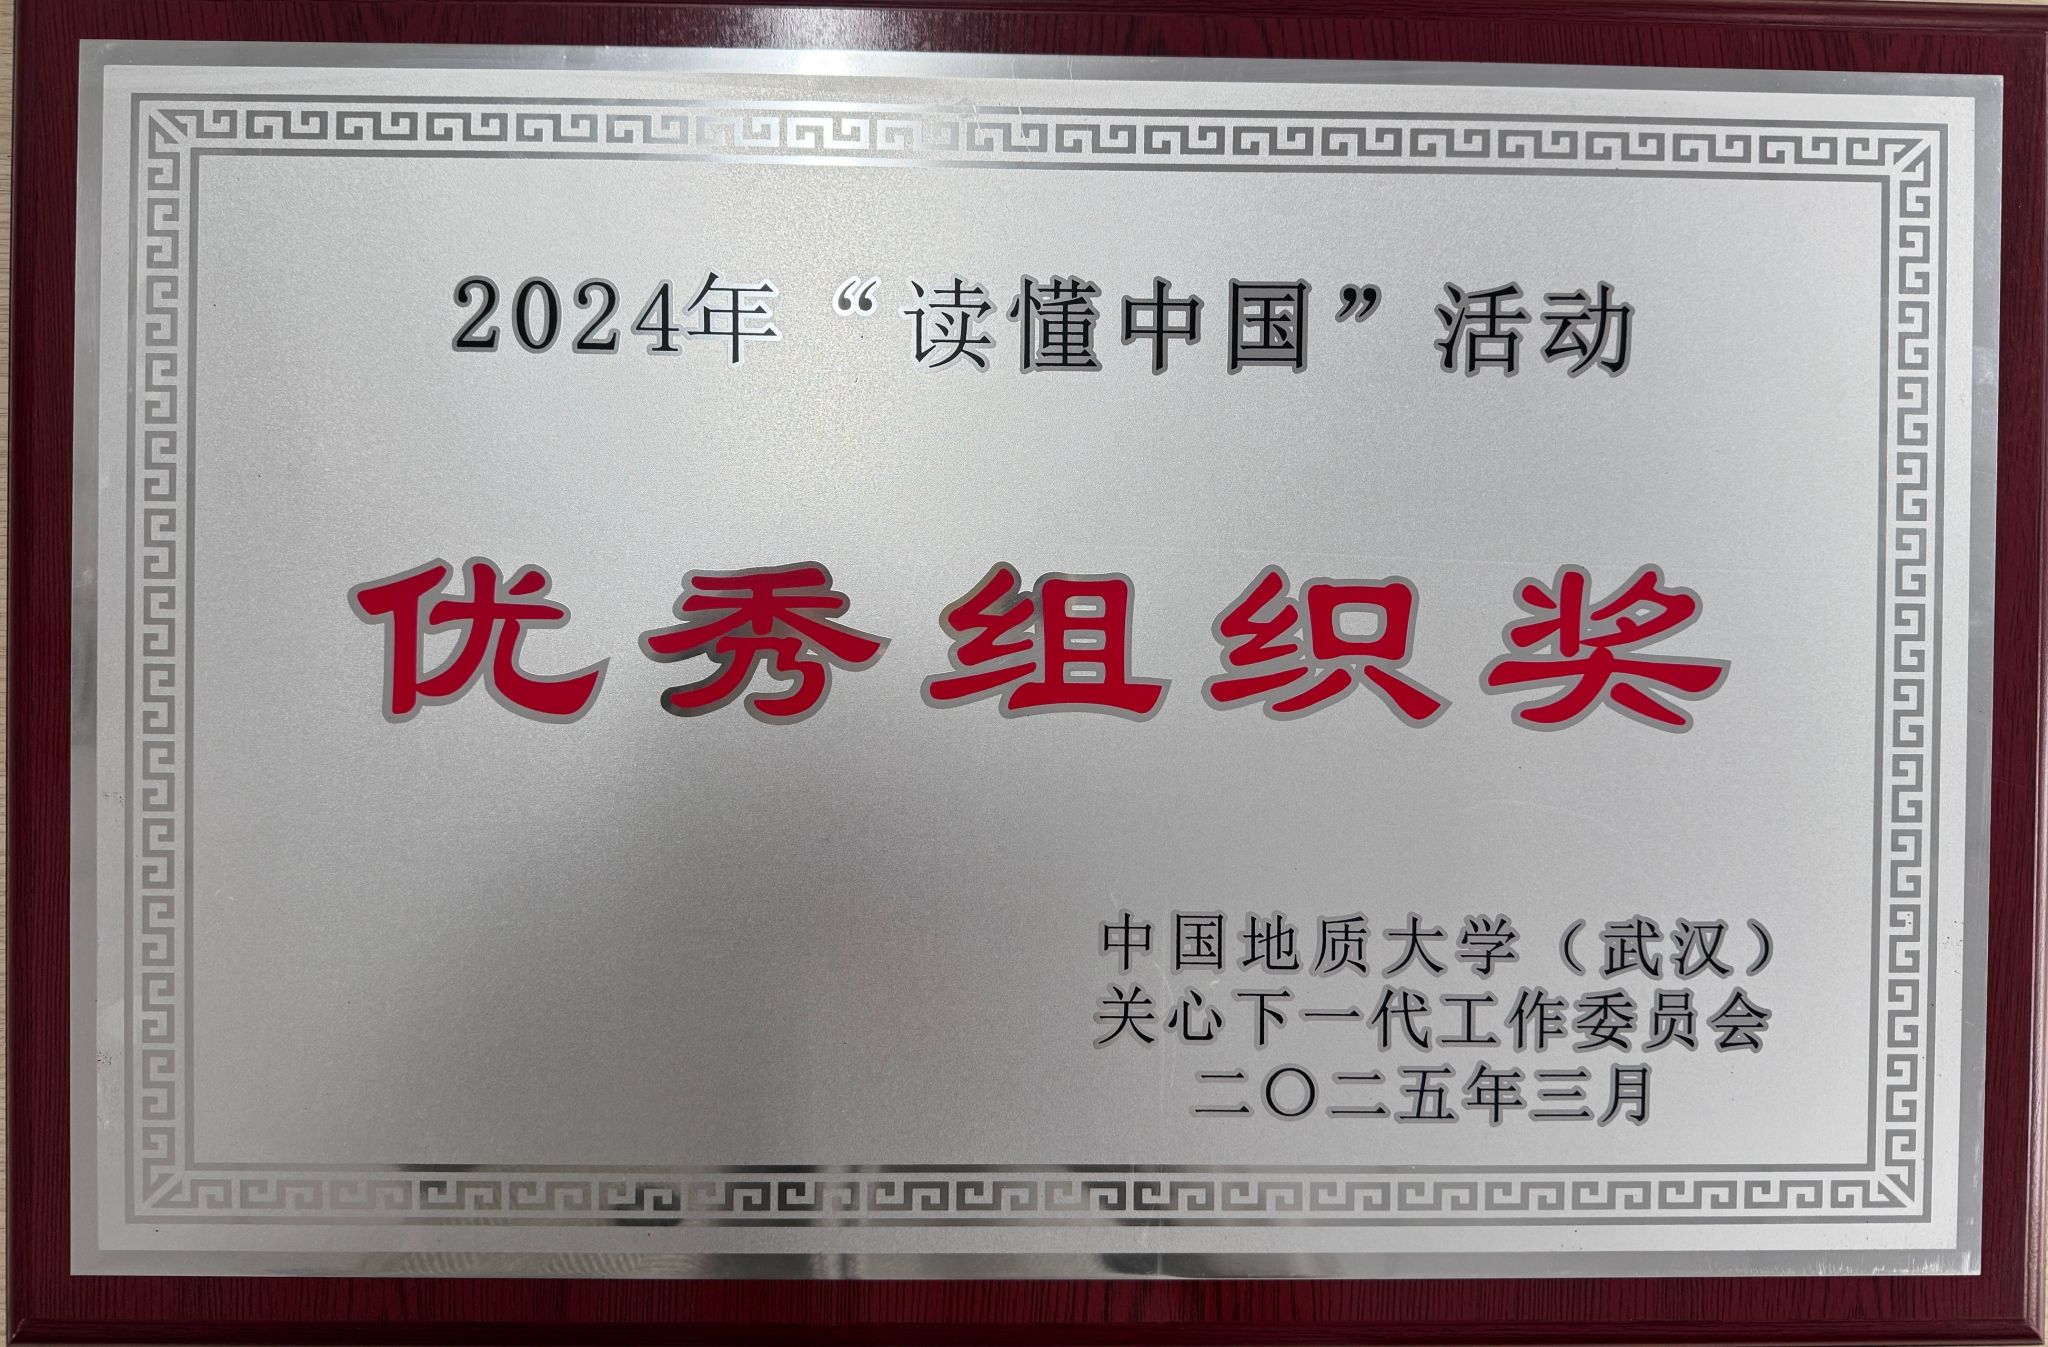 2024年“读懂中国”活动
优秀组织奖
中国地质大学（武汉）
关心下一代工作委员会
二〇二五年三月